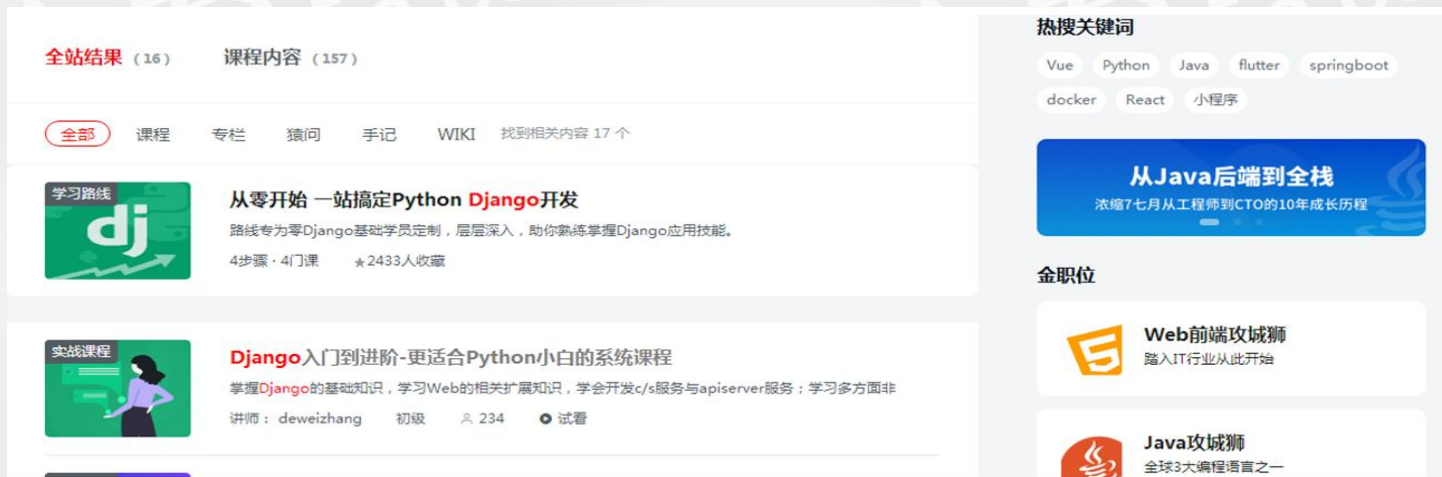 全站结果 (16) 课程内容 (157)
全部 课程 专栏 猿问 手记 WIKI 找到相关内容 17 个
学习路线
dj
从零开始 一站搞定Python Django开发
路线专为零Django基础学员定制，层层深入，助你熟练掌握Django应用技能。
4步骤 · 4门课 ★2433人收藏
实战课程
Django入门到进阶-更适合Python小白的系统课程
掌握Django的基础知识，学习Web的相关扩展知识，学会开发c/s服务与apiserver服务；学习多方面非
讲师： deweizhang 初级 234 试看
热搜关键词
Vue Python Java flutter springboot
docker React 小程序
从Java后端到全栈
浓缩7七月从工程师到CTO的10年成长历程
金职位
Web前端攻城狮
踏入IT行业从此开始
Java攻城狮
全球3大编程语言之一